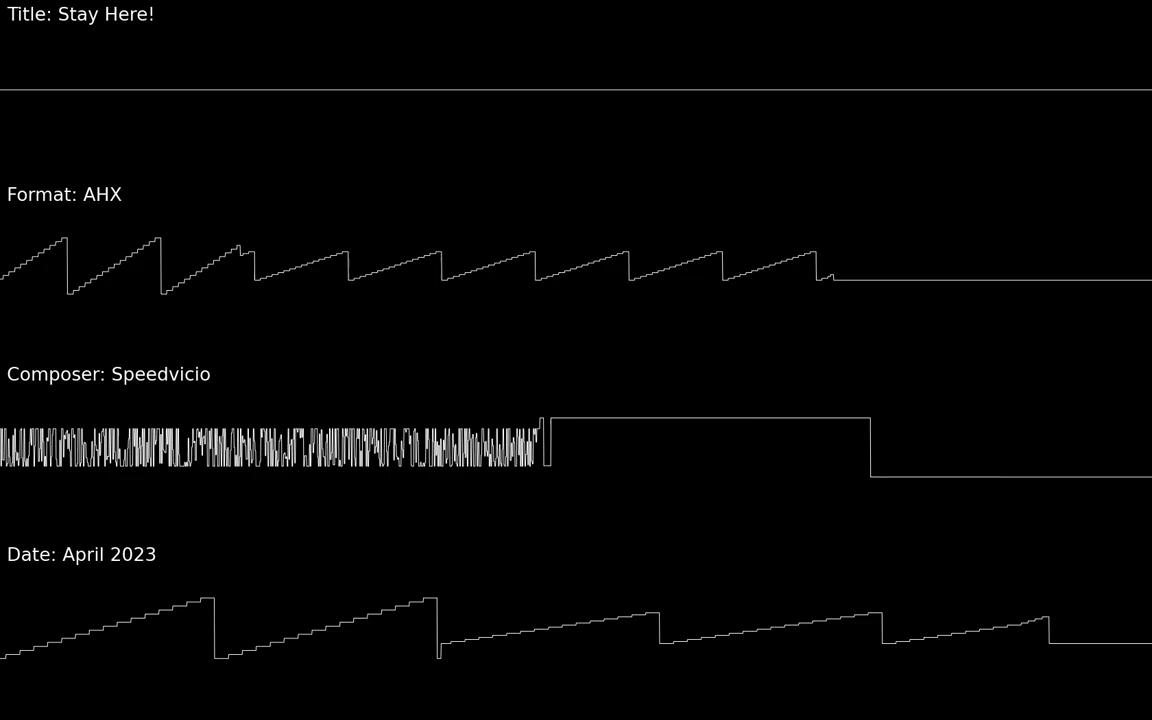 Title: Stay Here!
Format: AHX
Composer: Speedvicio
Date: April 2023